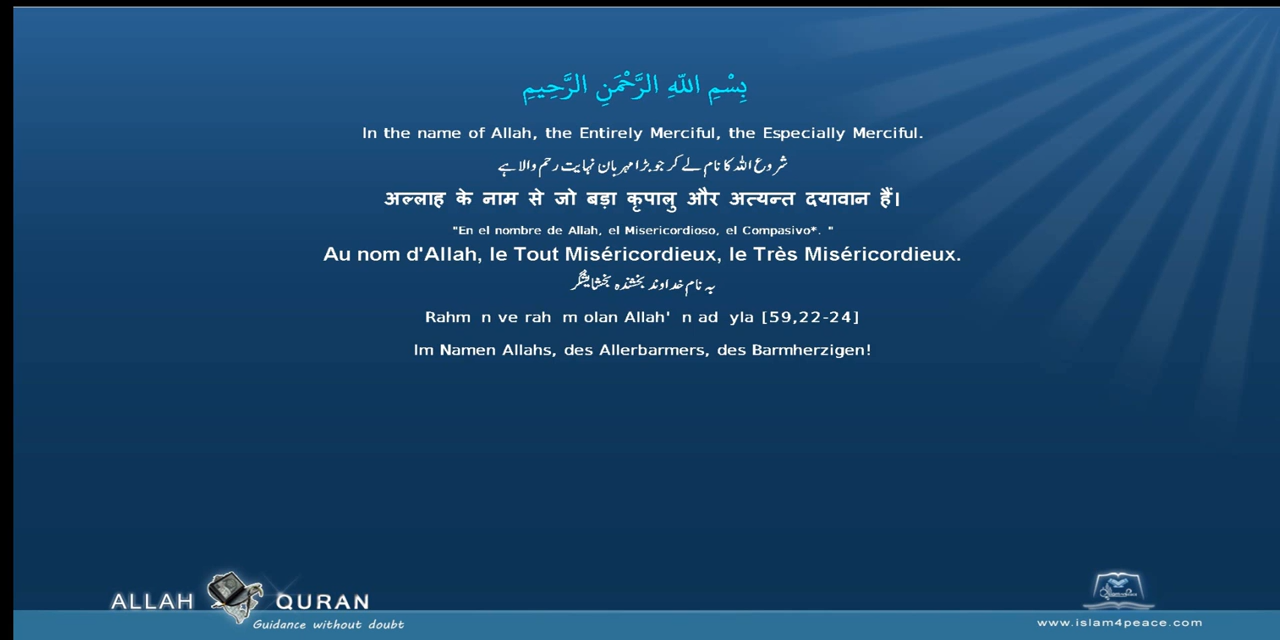 بِسْمِ اللَّهِ الرَّحْمَنِ الرَّحِيمِ
In the name of Allah, the Entirely Merciful, the Especially Merciful.
شروع اللہ کا نام لے کر جو بڑا مہربان نہایت رحم والا ہے
अल्लाह के नाम से जो बड़ा कृपालु और अत्यन्त दयावान हैं।
"En el nombre de Allah, el Misericordioso, el Compasivo*. "
Au nom d'Allah, le Tout Miséricordieux, le Très Miséricordieux.
به نام خداوند بخشنده بخشایشگر
Rahm n ve rah m olan Allah' n ad yla [59,22-24]
Im Namen Allahs, des Allerbarmers, des Barmherzigen!
ALLAH QURAN
Guidance without doubt
www.islam4peace.com